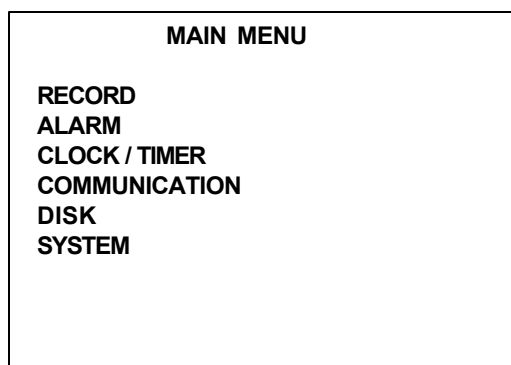 MAIN MENU
RECORD
ALARM
CLOCK / TIMER
COMMUNICATION
DISK
SYSTEM